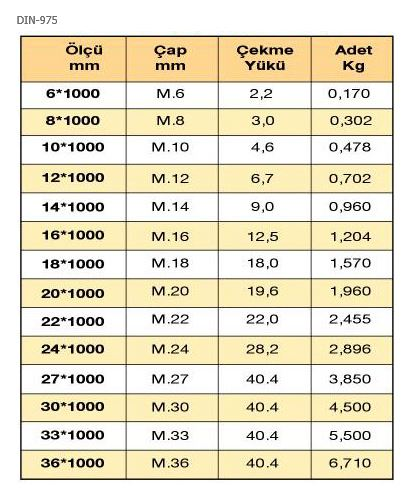 DIN-975
Ölçü mm Çap mm Çekme Yükü Adet Kg
6*1000 M.6 2,2 0,170
8*1000 M.8 3,0 0,302
10*1000 M.10 4,6 0,478
12*1000 M.12 6,7 0,702
14*1000 M.14 9,0 0,960
16*1000 M.16 12,5 1,204
18*1000 M.18 18,0 1,570
20*1000 M.20 19,6 1,960
22*1000 M.22 22,0 2,455
24*1000 M.24 28,2 2,896
27*1000 M.27 40.4 3,850
30*1000 M.30 40.4 4,500
33*1000 M.33 40.4 5,500
36*1000 M.36 40.4 6,710